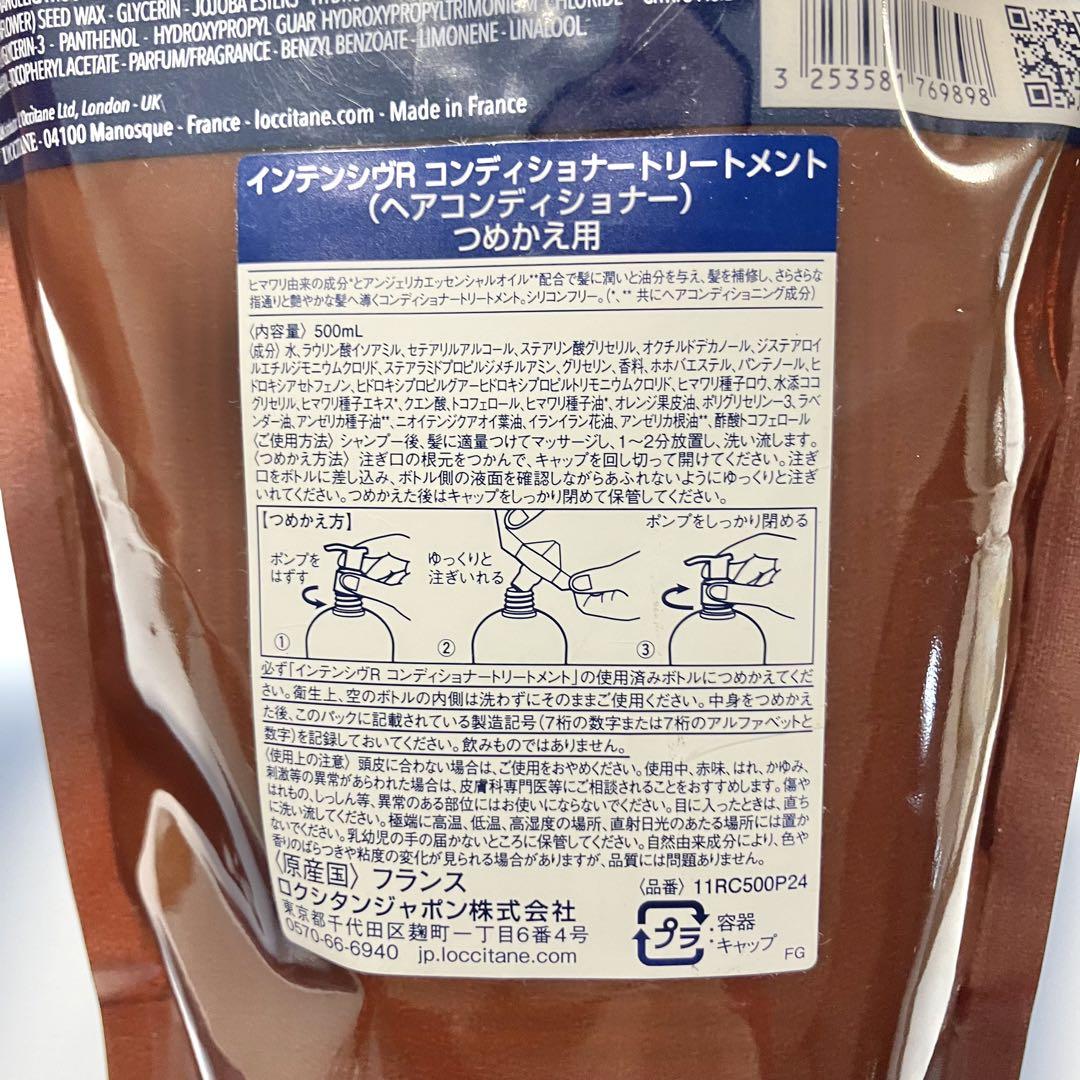 SEED WAX - GLYCERIN - JOJOBA ESTERS -
GLYCERIN-3 - PANTHENOL - HYDROXYPROPYL GUAR HYDROXYPROPYLTRIMONIUM CHLORIDE -
TOCOPHERYL ACETATE - PARFUM/FRAGRANCE - BENZYL BENZOATE - LIMONENE - LINALOOL
L'Occitane Ltd, London - UK
L'OCCITANE - 04100 Manosque - France - loccitane.com - Made in France
3 253581 769898
インテンシヴR コンディショナートリートメント
(ヘアコンディショナー)
つめかえ用
ヒマワリ由来の成分*とアンジェリカエッセンシャルオイル**配合で髪に潤いと油分を与え、髪を補修し、さらさらな
指通りと艶やかな髪へ導くコンディショナートリートメント。シリコンフリー。(*、** 共にヘアコンディショニング成分)
〈内容量〉 500mL
〈成分〉 水、ラウリン酸イソアミル、セテアリルアルコール、ステアリン酸グリセリル、オクチルドデカノール、ジステアロイ
ルエチルジモニウムクロリド、ステアラミドプロピルジメチルアミン、グリセリン、香料、ホホバエステル、パンテノール、ヒ
ドロキシアセトフェノン、ヒドロキシプロピルグアーヒドロキシプロピルトリモニウムクロリド、ヒマワリ種子ロウ、水添ココ
グリセリル、ヒマワリ種子エキス*、クエン酸、トコフェロール、ヒマワリ種子油*、オレンジ果皮油、ポリグリセリン-3、ラベ
ンダー油、アンゼリカ種子油**、ニオイテンジクアオイ葉油、イランイラン花油、アンゼリカ根油**、酢酸トコフェロール
〈ご使用方法〉 シャンプー後、髪に適量つけてマッサージし、1〜2分放置し、洗い流します。
〈つめかえ方法〉 注ぎ口の根元をつかんで、キャップを回し切って開けてください。注ぎ
口をボトルに差し込み、ボトル側の液面を確認しながらあふれないようにゆっくりと注ぎ
いれてください。つめかえた後はキャップをしっかり閉めて保管してください。
【つめかえ方】
ポンプを
はずす
①
ゆっくりと
注ぎいれる
②
ポンプをしっかり閉める
③
必ず「インテンシヴR コンディショナートリートメント」の使用済みボトルにつめかえてくだ
さい。衛生上、空のボトルの内側は洗わずにそのままご使用ください。中身をつめかえ
た後、このパックに記載されている製造記号(7桁の数字または7桁のアルファベットと
数字)を記録しておいてください。飲みものではありません。
〈使用上の注意〉 頭皮に合わない場合は、ご使用をおやめください。使用中、赤味、はれ、かゆみ、
刺激等の異常があらわれた場合は、皮膚科専門医等にご相談されることをおすすめします。傷や
はれもの、しっしん等、異常のある部位にはお使いにならないでください。目に入ったときは、直ち
に洗い流してください。極端に高温、低温、高湿度の場所、直射日光のあたる場所には置か
ないでください。乳幼児の手の届かないところに保管してください。自然由来成分により、色や
香りのばらつきや粘度の変化が見られる場合がありますが、品質には問題ありません。
〈原産国〉 フランス
〈品番〉 11RC500P24
ロクシタンジャポン株式会社
東京都千代田区麹町一丁目6番4号
0570-66-6940 jp.loccitane.com
プラ
:容器
:キャップ
FG